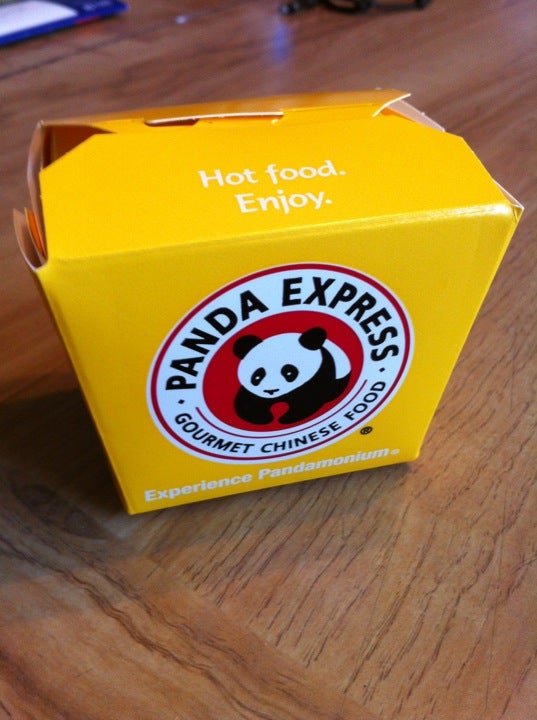 Hot food.
Enjoy.
PANDA EXPRESS
· GOURMET CHINESE FOOD ·
®
Experience Pandamonium®